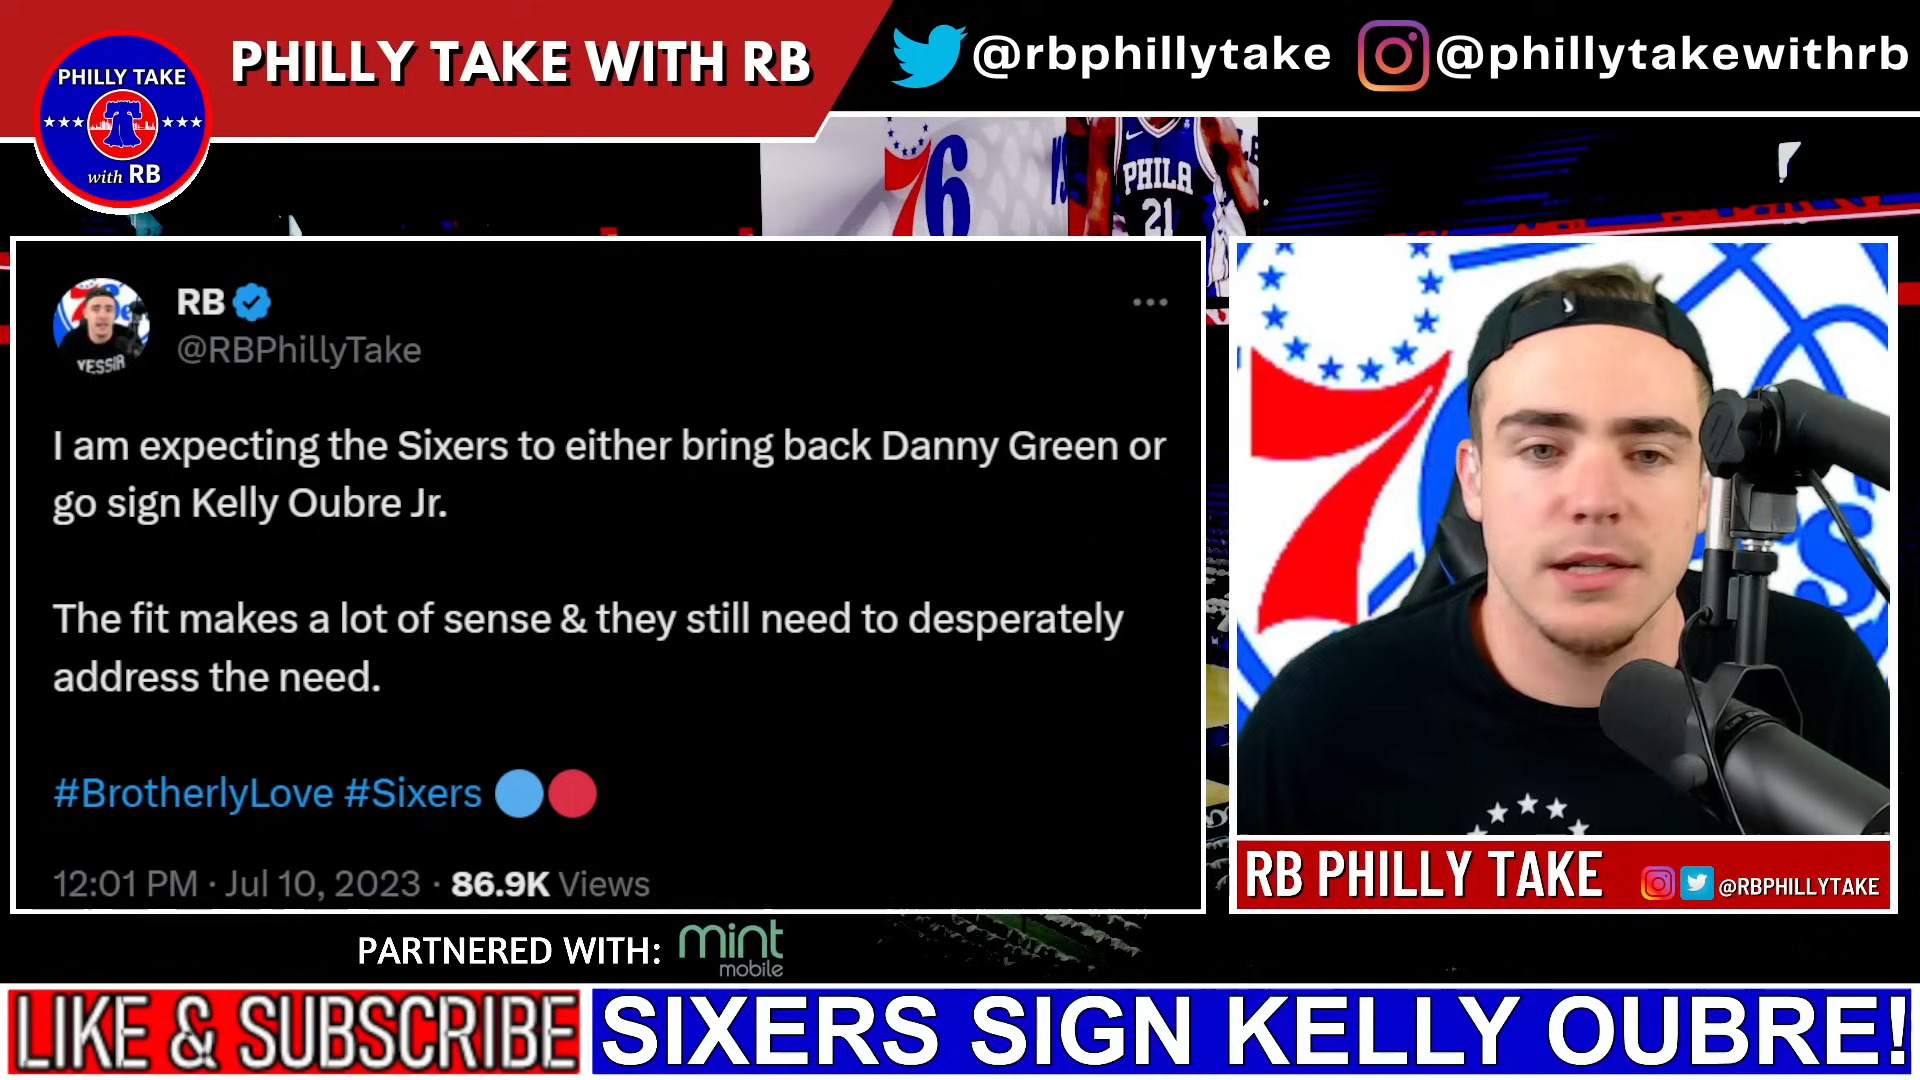 PHILLY TAKE WITH RB
@rbphillytake
@phillytakewithrb
PHILLY TAKE
with RB
76
PHILA
21
RB
@RBPhillyTake
YESSIR
I am expecting the Sixers to either bring back Danny Green or
go sign Kelly Oubre Jr.
The fit makes a lot of sense & they still need to desperately
address the need.
#BrotherlyLove #Sixers
12:01 PM · Jul 10, 2023 · 86.9K Views
7
RB PHILLY TAKE
@RBPHILLYTAKE
PARTNERED WITH: mint
mobile
LIKE & SUBSCRIBE
SIXERS SIGN KELLY OUBRE!